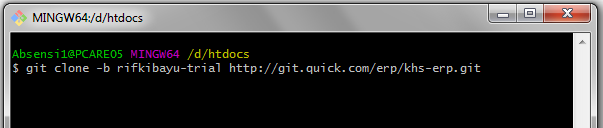 MINGW64:/d/htdocs
Absensi1@PCARE05 MINGW64 /d/htdocs
$ git clone -b rifkibayu-trial http://git.quick.com/erp/khs-erp.git